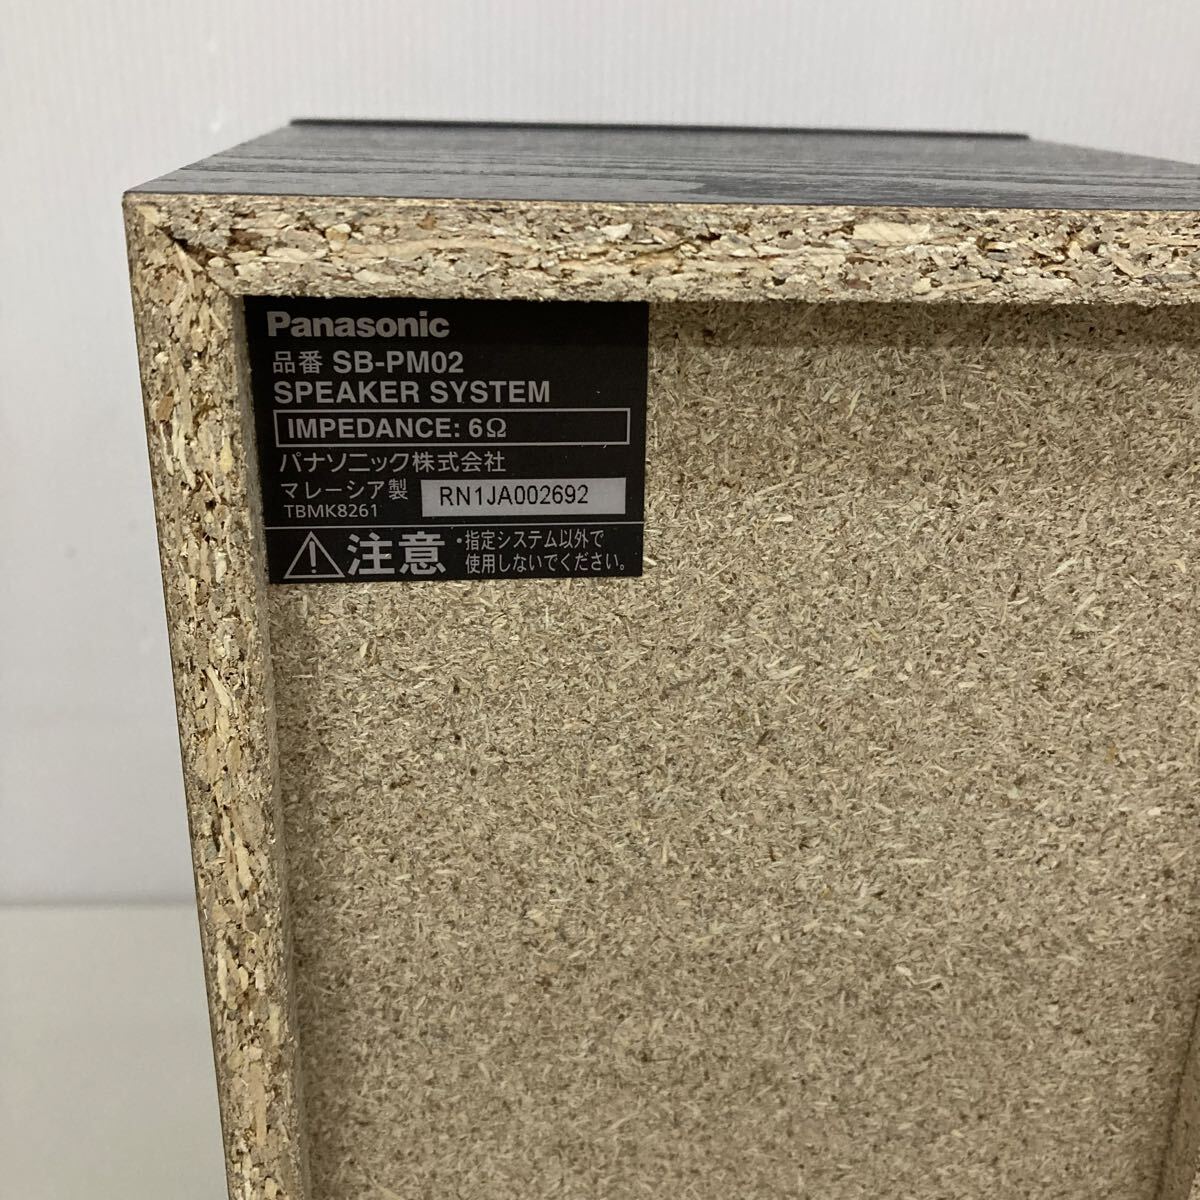 Panasonic
品番 SB-PM02
SPEAKER SYSTEM
IMPEDANCE: 6Ω
パナソニック株式会社
マレーシア製
TBMK8261
RN1JA002692
注意
・指定システム以外で
使用しないでください。